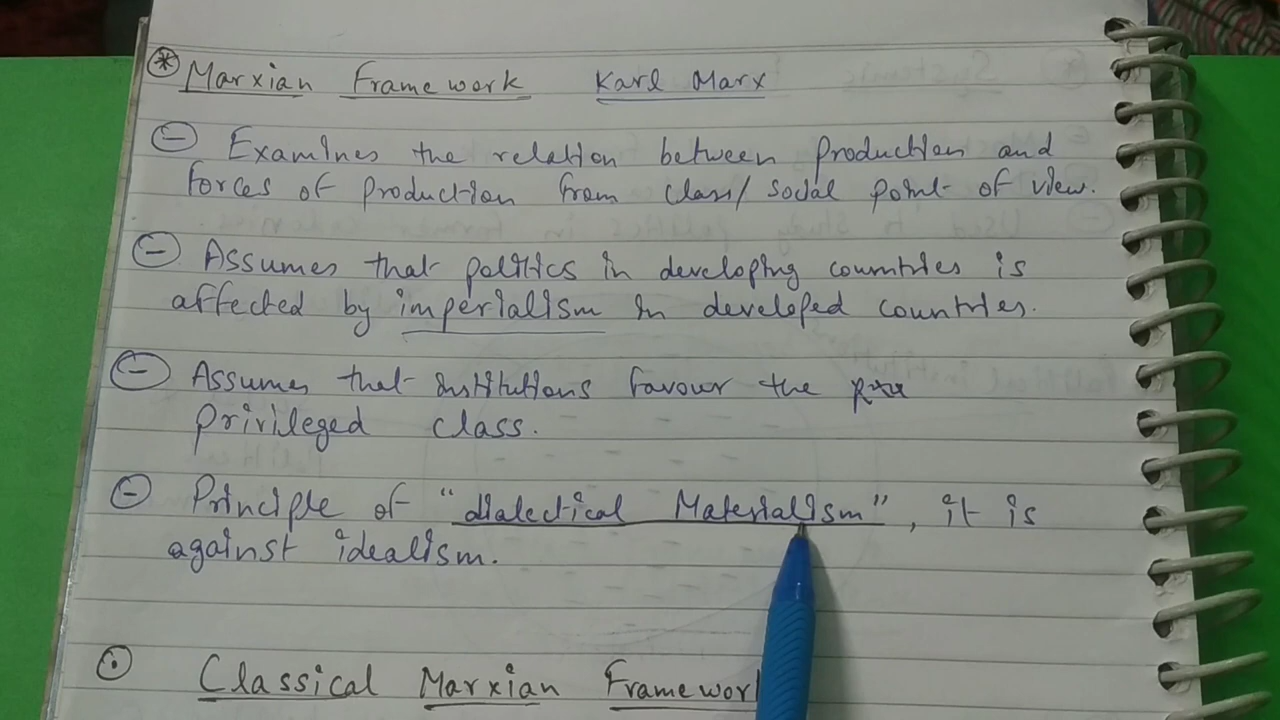 Marxian Framework Karl Marx
Examines the relation between production and
forces of production from class/ social point of view.
Assumes that politics in developing countries is
affected by imperialism in developed countries.
Assumes that institutions favour the
privileged class.
Principle of "dialectical Materialism", it is
against idealism.
Classical Marxian Framework